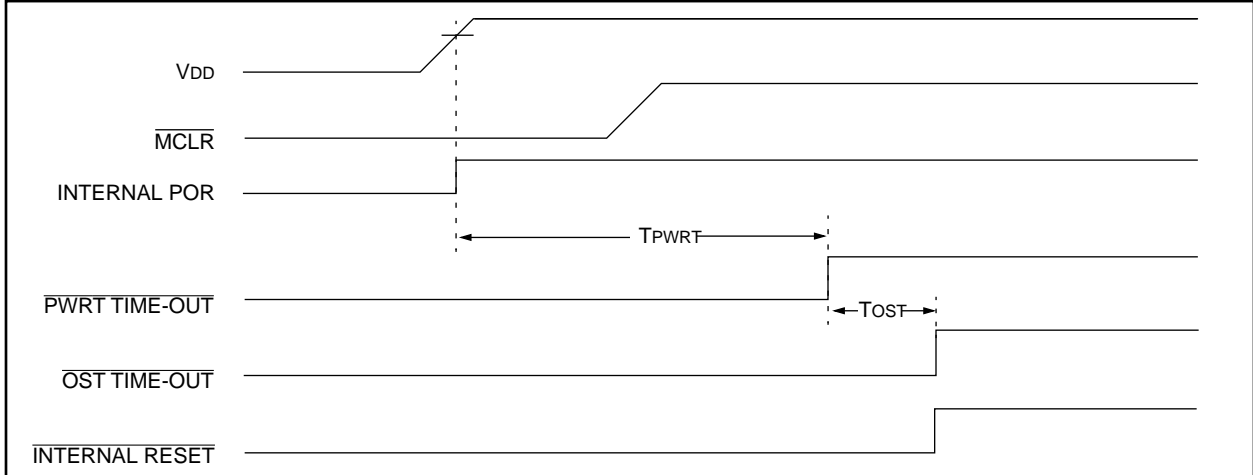 VDD
MCLR
INTERNAL POR
TPWRT
PWRT TIME-OUT
TOST
OST TIME-OUT
INTERNAL RESET